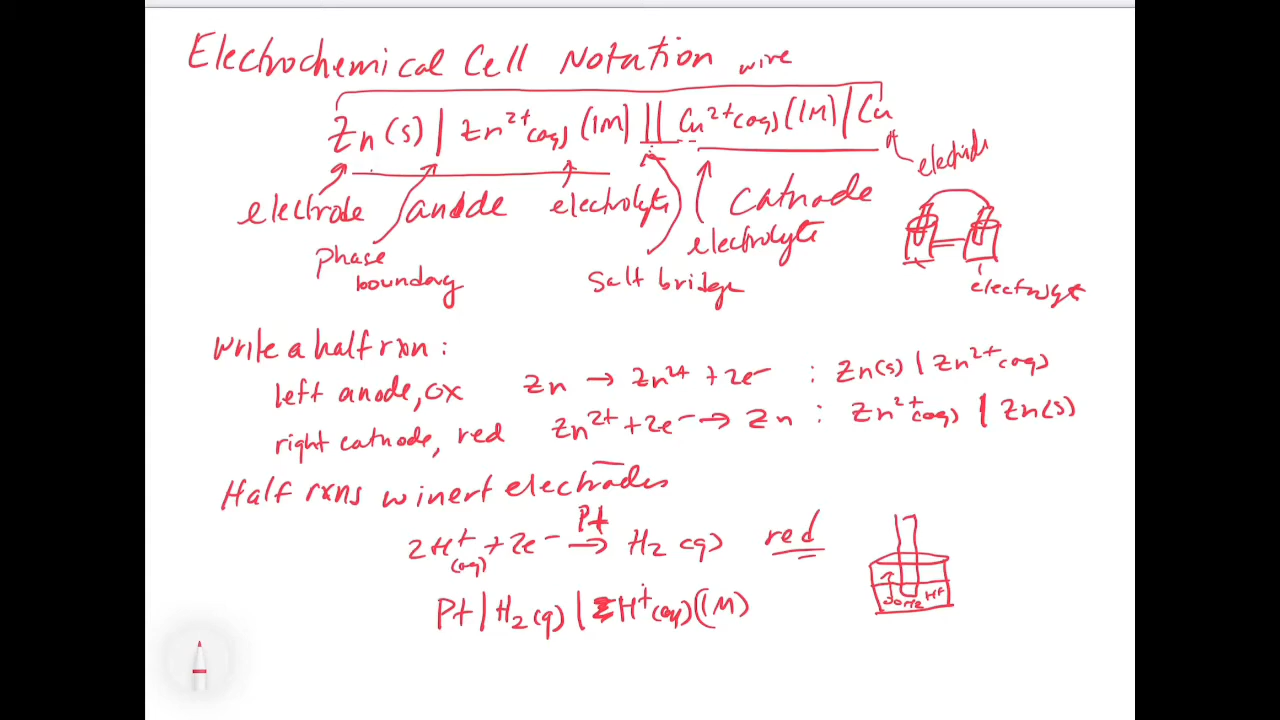 Electrochemical Cell Notation wire
Zn(s) | Zn²⁺(aq) (1M) || Cu²⁺(aq) (1M) | Cu
electrode
electrode anode electrolyte cathode
phase boundary
electrolyte
salt bridge
electrolyte
Write a half rxn :
left anode, ox Zn → Zn²⁺ + 2e⁻ : Zn(s) | Zn²⁺(aq)
right cathode, red Zn²⁺ + 2e⁻ → Zn : Zn²⁺(aq) | Zn(s)
Half rxns w inert electrodes
Pt
2H⁺(aq) + 2e⁻ → H₂(g) red
Pt | H₂(g) | H⁺(aq) (1M)